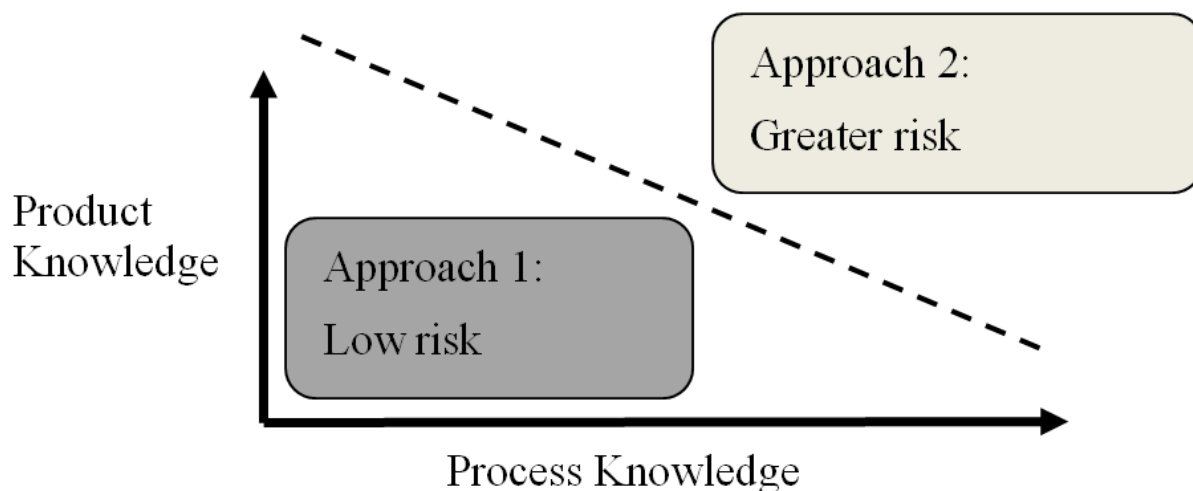 Approach 2:
Greater risk
Product
Knowledge
Approach 1:
Low risk
Process Knowledge